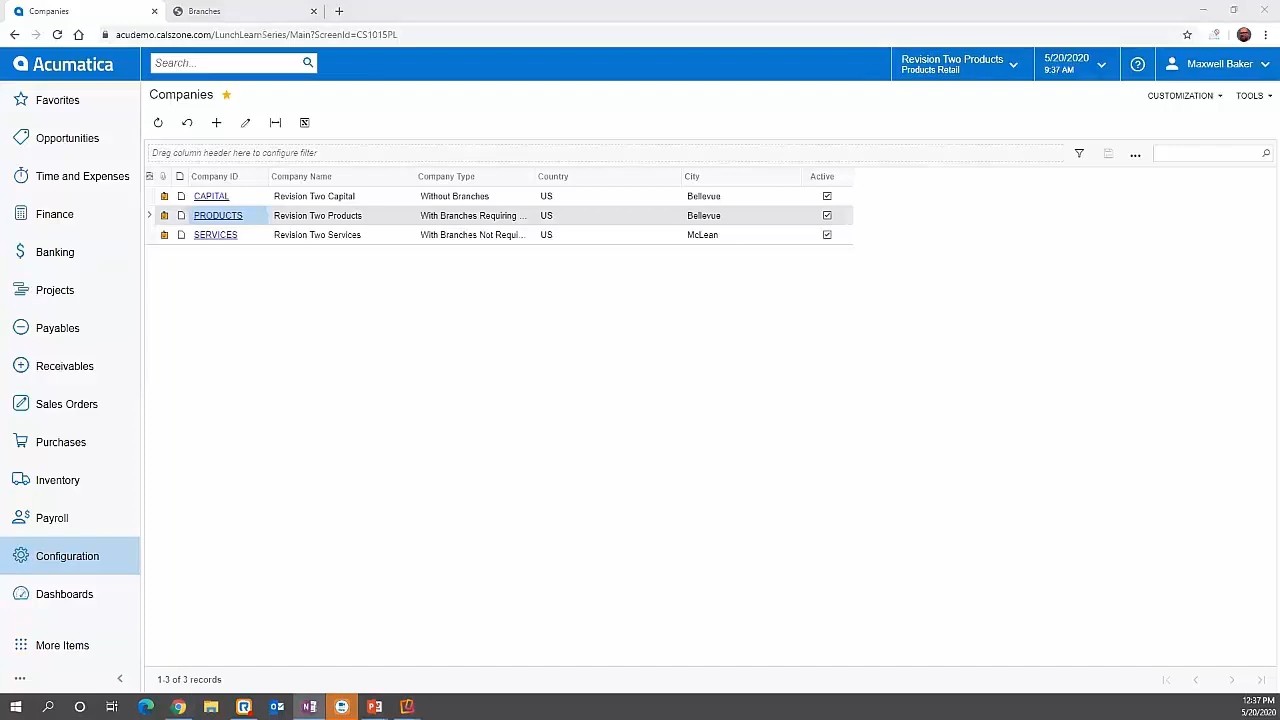 Companies
Branches
acudemo.calszone.com/LunchLearnSeries/Main?ScreenId=CS1015PL
Acumatica
Search...
Revision Two Products
Products Retail
5/20/2020
9:37 AM
Maxwell Baker
Favorites
Opportunities
Time and Expenses
Finance
Banking
Projects
Payables
Receivables
Sales Orders
Purchases
Inventory
Payroll
Configuration
Dashboards
More Items
Companies
CUSTOMIZATION
TOOLS
Drag column header here to configure filter
Company ID Company Name Company Type Country City Active
CAPITAL Revision Two Capital Without Branches US Bellevue
PRODUCTS Revision Two Products With Branches Requiring ... US Bellevue
SERVICES Revision Two Services With Branches Not Requi... US McLean
1-3 of 3 records
12:37 PM
5/20/2020